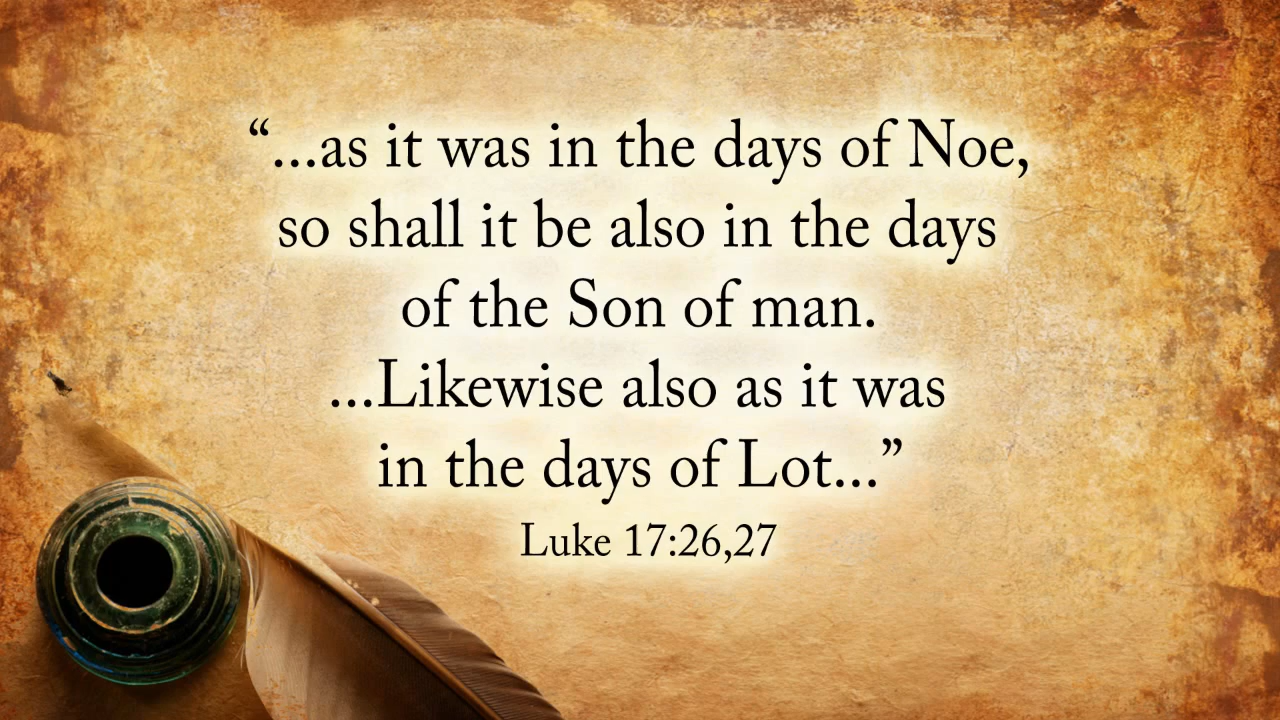 “...as it was in the days of Noe,
so shall it be also in the days
of the Son of man.
...Likewise also as it was
in the days of Lot...”
Luke 17:26,27